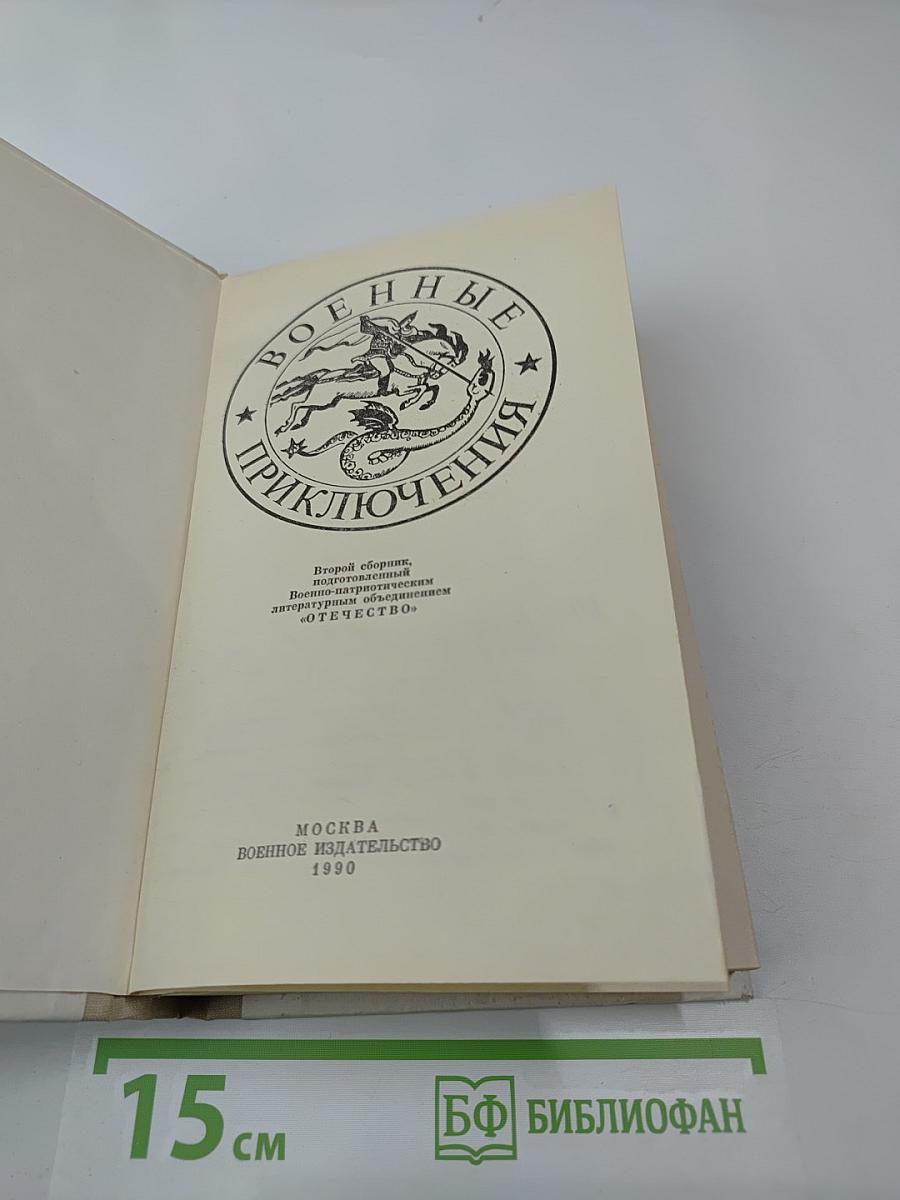 ВОЕННЫЕ
ПРИКЛЮЧЕНИЯ
Второй сборник,
подготовленный
Военно-патриотическим
литературным объединением
«ОТЕЧЕСТВО»
МОСКВА
ВОЕННОЕ ИЗДАТЕЛЬСТВО
1990
15 см
БФ БИБЛИОФАН